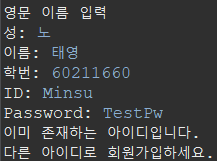 영문 이름 입력
성: 노
이름: 태영
학번: 60211660
ID: Minsu
Password: TestPw
이미 존재하는 아이디입니다.
다른 아이디로 회원가입하세요.